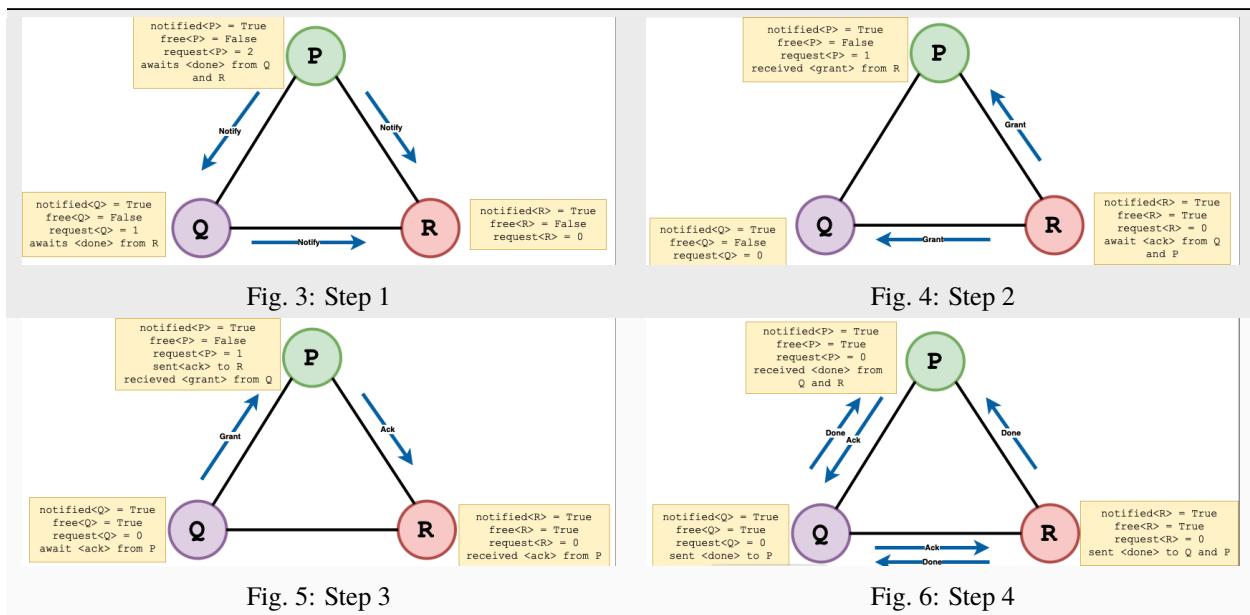 notified<P> = True
free<P> = False
request<P> = 2
awaits <done> from Q
and R
P
Notify
Notify
notified<Q> = True
free<Q> = False
request<Q> = 1
awaits <done> from R
Q
Notify
R
notified<R> = True
free<R> = False
request<R> = 0
Fig. 3: Step 1
notified<P> = True
free<P> = False
request<P> = 1
received <grant> from R
P
Grant
notified<Q> = True
free<Q> = False
request<Q> = 0
Q
Grant
R
notified<R> = True
free<R> = True
request<R> = 0
await <ack> from Q
and P
Fig. 4: Step 2
notified<P> = True
free<P> = False
request<P> = 1
sent<ack> to R
recieved <grant> from Q
P
Grant
Ack
notified<Q> = True
free<Q> = True
request<Q> = 0
await <ack> from P
Q
R
notified<R> = True
free<R> = True
request<R> = 0
received <ack> from P
Fig. 5: Step 3
notified<P> = True
free<P> = True
request<P> = 0
received <done> from
Q and R
P
Done
Ack
Done
notified<Q> = True
free<Q> = True
request<Q> = 0
sent <done> to P
Q
Ack
Done
R
notified<R> = True
free<R> = True
request<R> = 0
sent <done> to Q and P
Fig. 6: Step 4